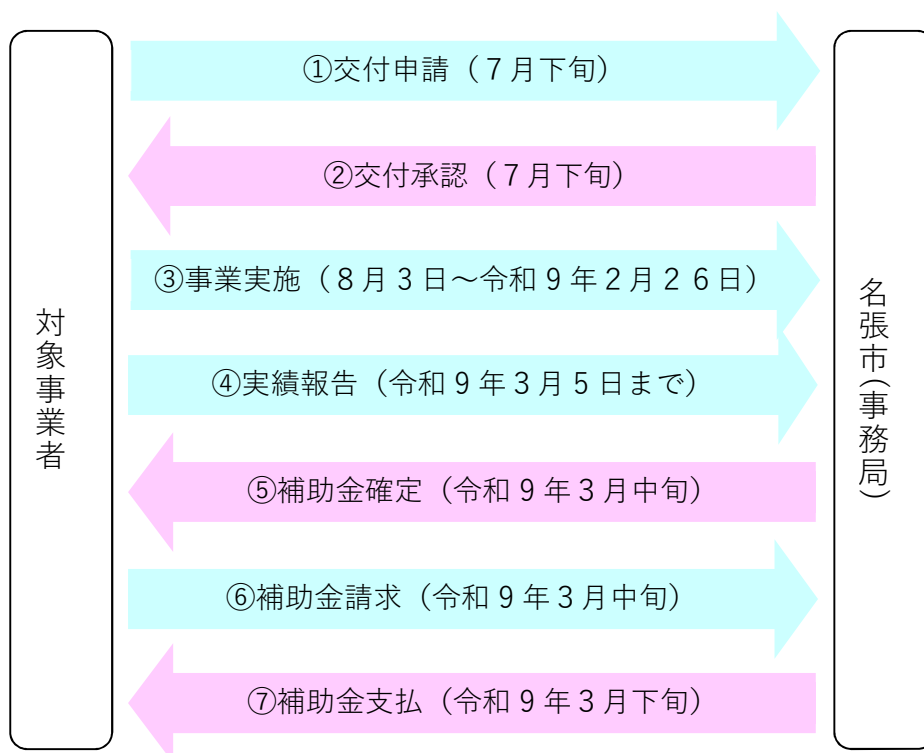 対象事業者
①交付申請（７月下旬）
②交付承認（７月下旬）
③事業実施（８月３日～令和９年２月２６日）
④実績報告（令和９年３月５日まで）
⑤補助金確定（令和９年３月中旬）
⑥補助金請求（令和９年３月中旬）
⑦補助金支払（令和９年３月下旬）
名張市(事務局)